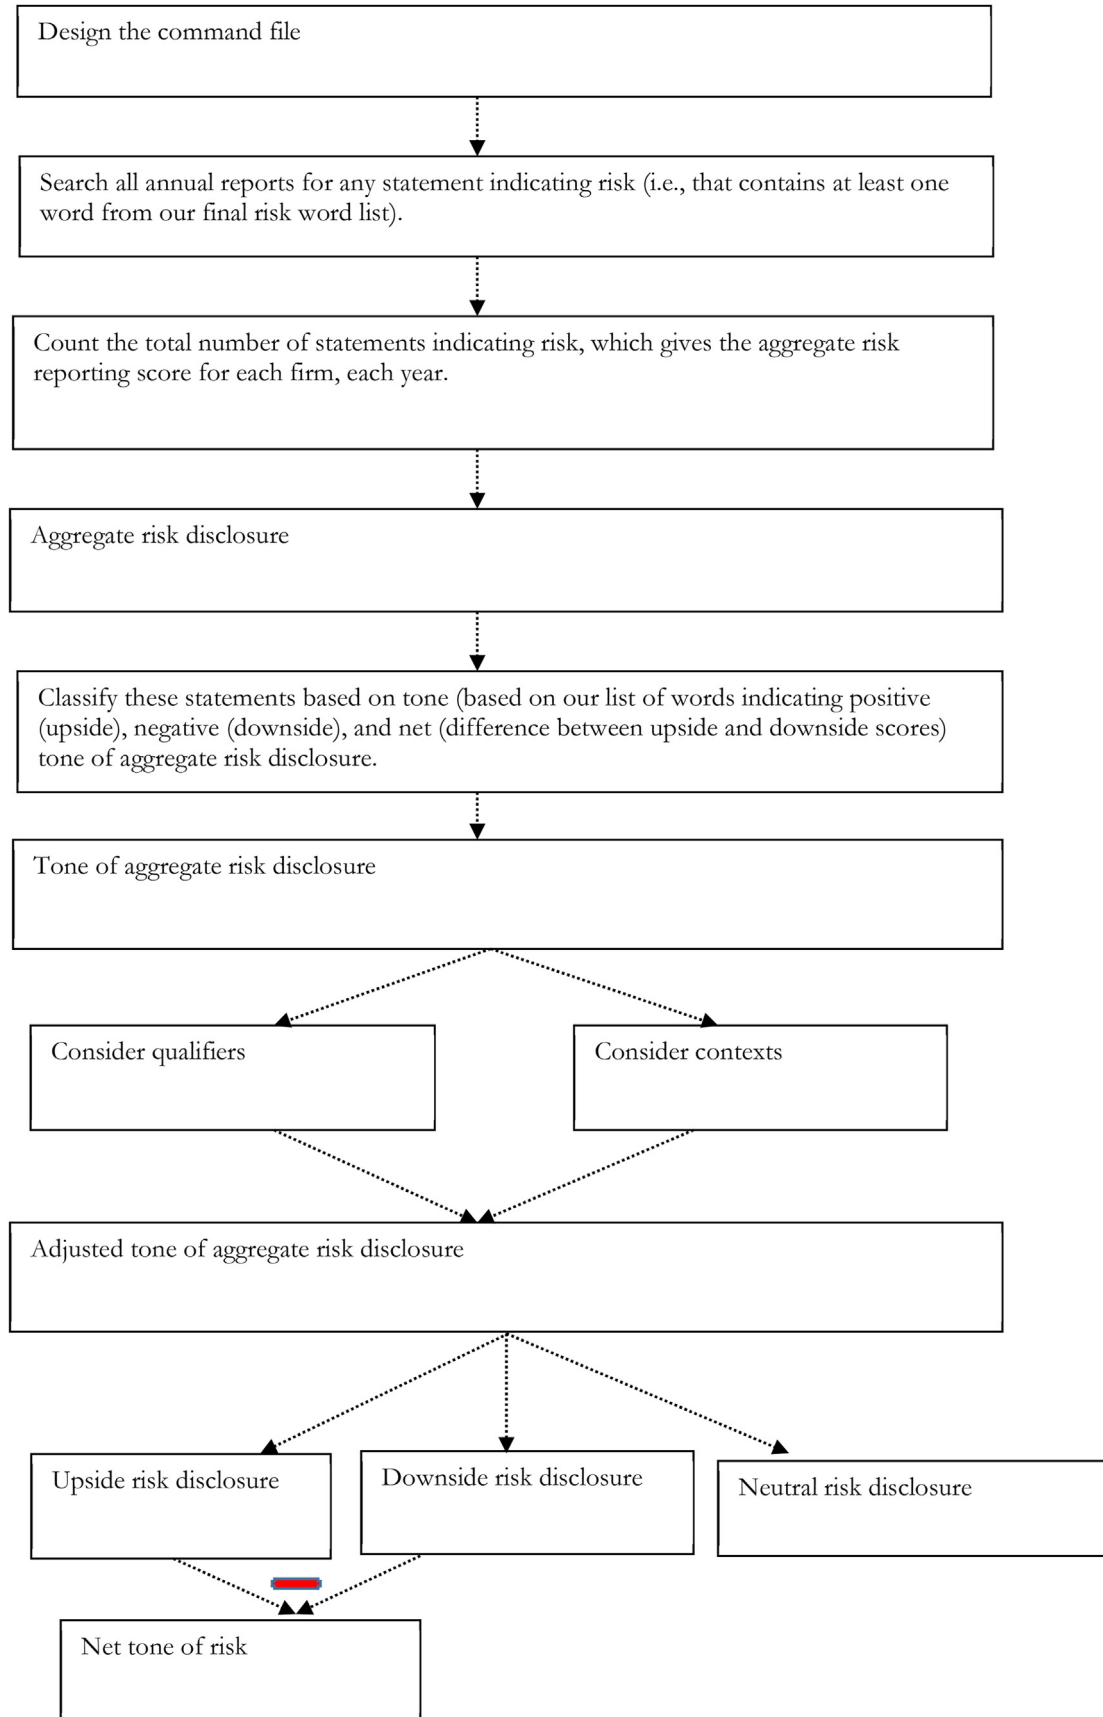 Design the command file
Search all annual reports for any statement indicating risk (i.e., that contains at least one
word from our final risk word list).
Count the total number of statements indicating risk, which gives the aggregate risk
reporting score for each firm, each year.
Aggregate risk disclosure
Classify these statements based on tone (based on our list of words indicating positive
(upside), negative (downside), and net (difference between upside and downside scores)
tone of aggregate risk disclosure.
Tone of aggregate risk disclosure
Consider qualifiers
Consider contexts
Adjusted tone of aggregate risk disclosure
Upside risk disclosure
Downside risk disclosure
Neutral risk disclosure
Net tone of risk